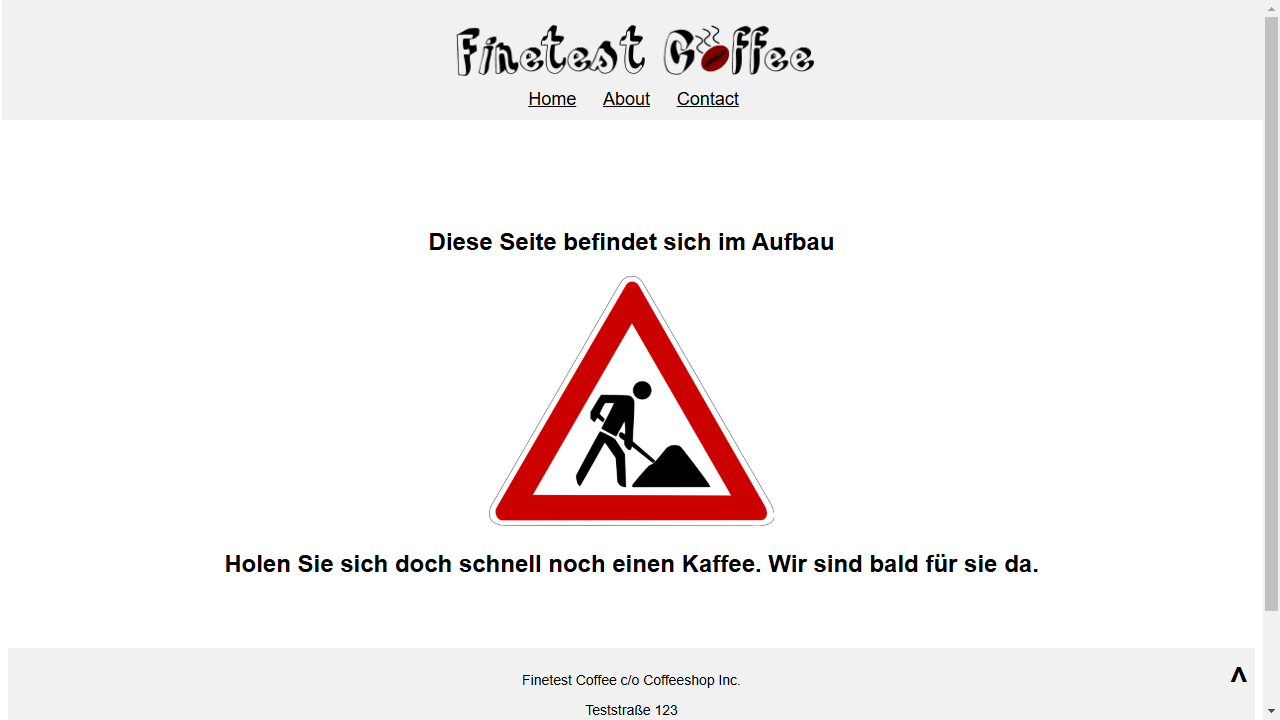 Finetest Coffee
Home About Contact
Diese Seite befindet sich im Aufbau
Holen Sie sich doch schnell noch einen Kaffee. Wir sind bald für sie da.
Finetest Coffee c/o Coffeeshop Inc.
^
Teststraße 123